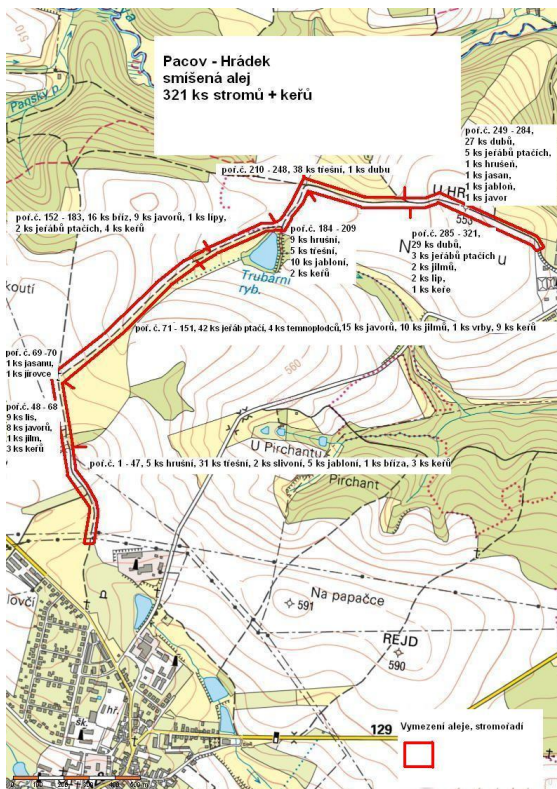 510
Panský p.
Pacov - Hrádek
smíšená alej
321 ks stromů + keřů
poř.č. 249 - 284,
27 ks dubů,
5 ks jeřábů ptačích,
1 ks hrušeň,
1 ks jasan,
1 ks jabloň,
1 ks javor
poř.č. 210 - 248, 38 ks třešní, 1 ks dubu
U HR
553
poř.č. 152 - 183, 16 ks bříz, 9 ks javorů, 1 ks lípy,
2 ks jeřábů ptačích, 4 ks keřů
poř.č. 184 - 209
9 ks hrušní,
5 ks třešní,
10 ks jabloní,
2 ks keřů
poř.č. 285 - 321,
29 ks dubů,
3 ks jeřábů ptačích
2 ks jilmů,
2 ks lip,
1 ks keře
N
u
Trubární
ryb.
koutí
poř. č. 71 - 151, 42 ks jeřáb ptačí, 4 ks temnoplodců, 15 ks javorů, 10 ks jilmů, 1 ks vrby, 9 ks keřů
poř.č. 69 -70
1 ks jasanu,
1 ks jírovce
560
poř.č. 48 - 68
9 ks lis,
8 ks javorů,
1 ks jilm,
3 ks keřů
U Pirchantu
Pirchant
poř.č. 1 - 47, 5 ks hrušní, 31 ks třešní, 2 ks slivoní, 5 ks jabloní, 1 ks bříza, 3 ks keřů
lovčí
Na papačce
591
REJD
590
hř.
šk.
129
Vymezení aleje, stromořadí